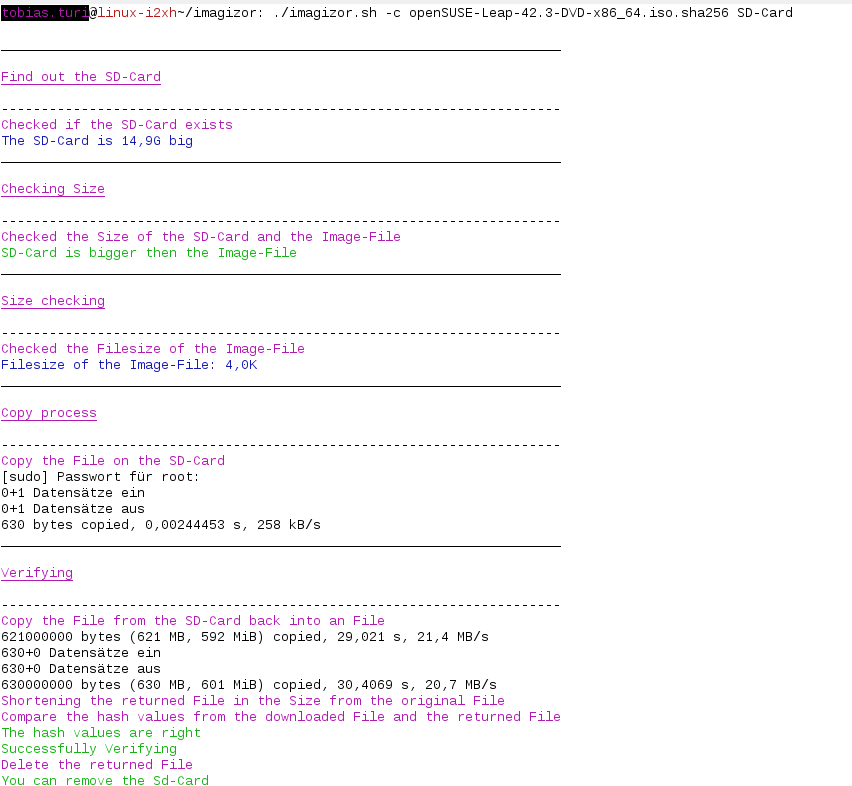 tobias.turi@linux-i2xh~/imagizor: ./imagizor.sh -c openSUSE-Leap-42.3-DVD-x86_64.iso.sha256 SD-Card
______________________________________________________________________
Find out the SD-Card
----------------------------------------------------------------------
Checked if the SD-Card exists
The SD-Card is 14,9G big
______________________________________________________________________
Checking Size
----------------------------------------------------------------------
Checked the Size of the SD-Card and the Image-File
SD-Card is bigger then the Image-File
______________________________________________________________________
Size checking
----------------------------------------------------------------------
Checked the Filesize of the Image-File
Filesize of the Image-File: 4,0K
______________________________________________________________________
Copy process
----------------------------------------------------------------------
Copy the File on the SD-Card
[sudo] Passwort für root:
0+1 Datensätze ein
0+1 Datensätze aus
630 bytes copied, 0,00244453 s, 258 kB/s
______________________________________________________________________
Verifying
----------------------------------------------------------------------
Copy the File from the SD-Card back into an File
621000000 bytes (621 MB, 592 MiB) copied, 29,021 s, 21,4 MB/s
630+0 Datensätze ein
630+0 Datensätze aus
630000000 bytes (630 MB, 601 MiB) copied, 30,4069 s, 20,7 MB/s
Shortening the returned File in the Size from the original File
Compare the hash values from the downloaded File and the returned File
The hash values are right
Successfully Verifying
Delete the returned File
You can remove the Sd-Card